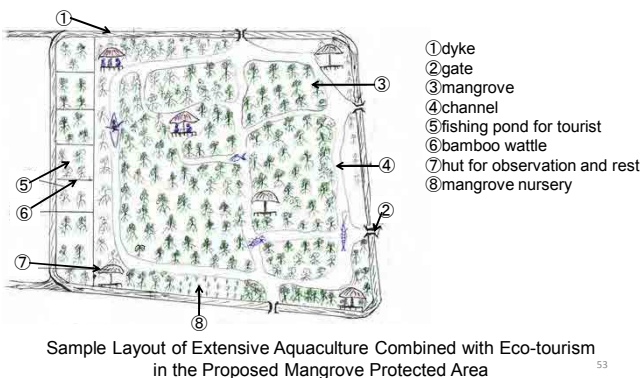 ①
①dyke
②gate
③mangrove
④channel
⑤fishing pond for tourist
⑥bamboo wattle
⑦hut for observation and rest
⑧mangrove nursery
③
④
⑤
⑥
②
⑦
⑧
Sample Layout of Extensive Aquaculture Combined with Eco-tourism
in the Proposed Mangrove Protected Area
53